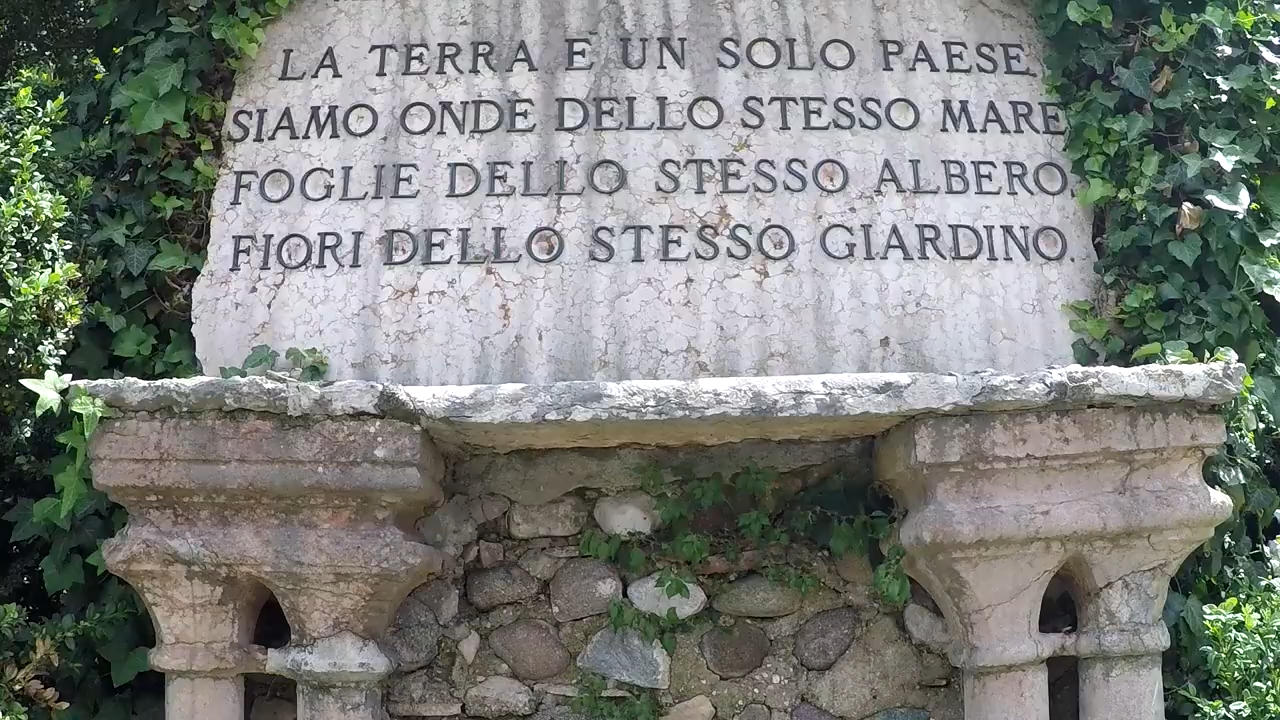 LA TERRA È UN SOLO PAESE
SIAMO ONDE DELLO STESSO MARE
FOGLIE DELLO STESSO ALBERO
FIORI DELLO STESSO GIARDINO.